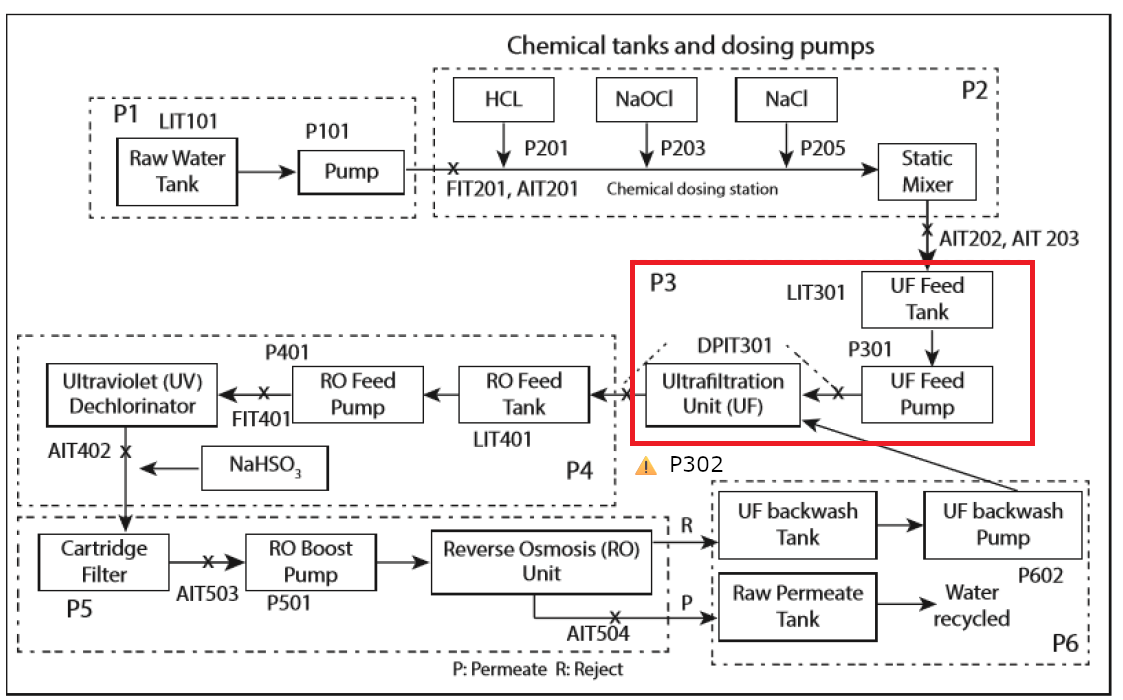 Chemical tanks and dosing pumps
P1
LIT101
Raw Water
Tank
P101
Pump
P2
HCL
NaOCl
NaCl
P201
P203
P205
FIT201, AIT201
Chemical dosing station
Static
Mixer
AIT202, AIT 203
P3
LIT301
UF Feed
Tank
P301
UF Feed
Pump
DPIT301
Ultrafiltration
Unit (UF)
P302
P401
Ultraviolet (UV)
Dechlorinator
FIT401
RO Feed
Pump
RO Feed
Tank
LIT401
AIT402
NaHSO3
P4
Cartridge
Filter
P5
AIT503
RO Boost
Pump
P501
Reverse Osmosis (RO)
Unit
AIT504
R
P
UF backwash
Tank
UF backwash
Pump
P602
Raw Permeate
Tank
Water
recycled
P6
P: Permeate R: Reject